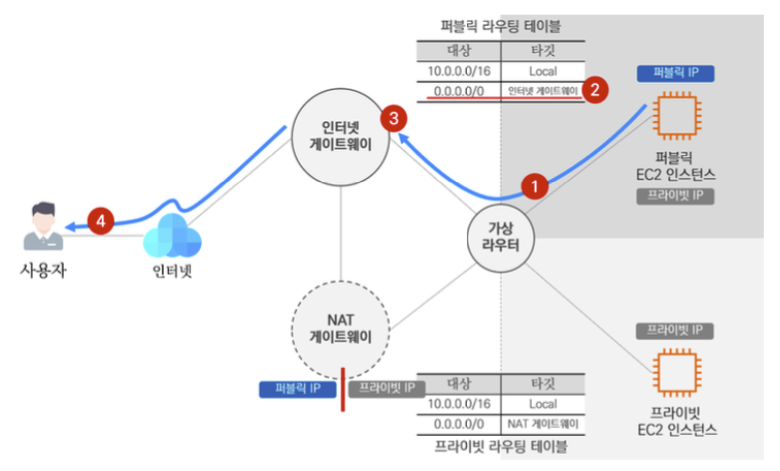 퍼블릭 라우팅 테이블
대상 타깃
10.0.0.0/16 Local
0.0.0.0/0 인터넷 게이트웨이 2
퍼블릭 IP
인터넷
게이트웨이
3
1
퍼블릭
EC2 인스턴스
프라이빗 IP
4
사용자
인터넷
가상
라우터
NAT
게이트웨이
퍼블릭 IP 프라이빗 IP
대상 타깃
10.0.0.0/16 Local
0.0.0.0/0 NAT 게이트웨이
프라이빗 라우팅 테이블
프라이빗 IP
프라이빗
EC2 인스턴스